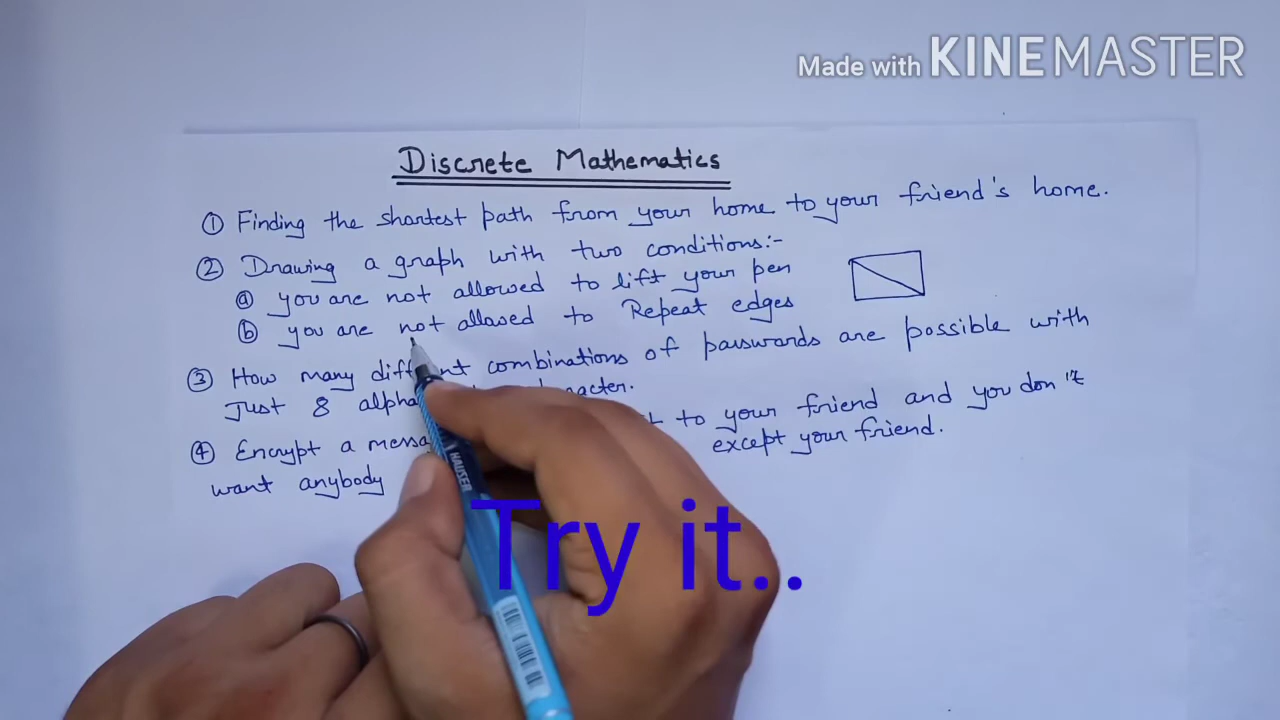 Made with KINEMASTER
Discrete Mathematics
① Finding the shortest path from your home to your friend's home.
② Drawing a graph with two conditions:-
ⓐ you are not allowed to lift your pen
ⓑ you are not allowed to Repeat edges
③ How many different combinations of passwords are possible with
Just 8 alpha character.
④ Encrypt a messa to your friend and you don't
want anybody except your friend.
HAUSER
Try it..